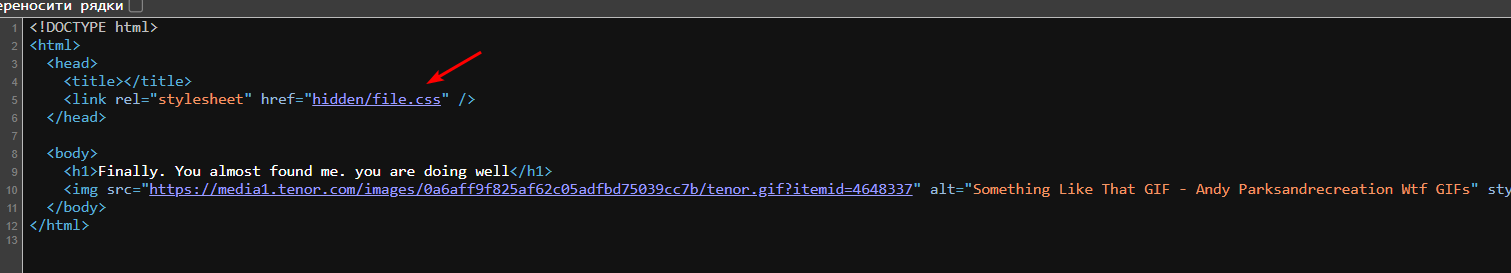 ереносити рядки
1 <!DOCTYPE html>
2 <html>
3 <head>
4 <title></title>
5 <link rel="stylesheet" href="hidden/file.css" />
6 </head>
7
8 <body>
9 <h1>Finally. You almost found me. you are doing well</h1>
10 <img src="https://media1.tenor.com/images/0a6aff9f825af62c05adfbd75039cc7b/tenor.gif?itemid=4648337" alt="Something Like That GIF - Andy Parksandrecreation Wtf GIFs" sty
11 </body>
12 </html>
13